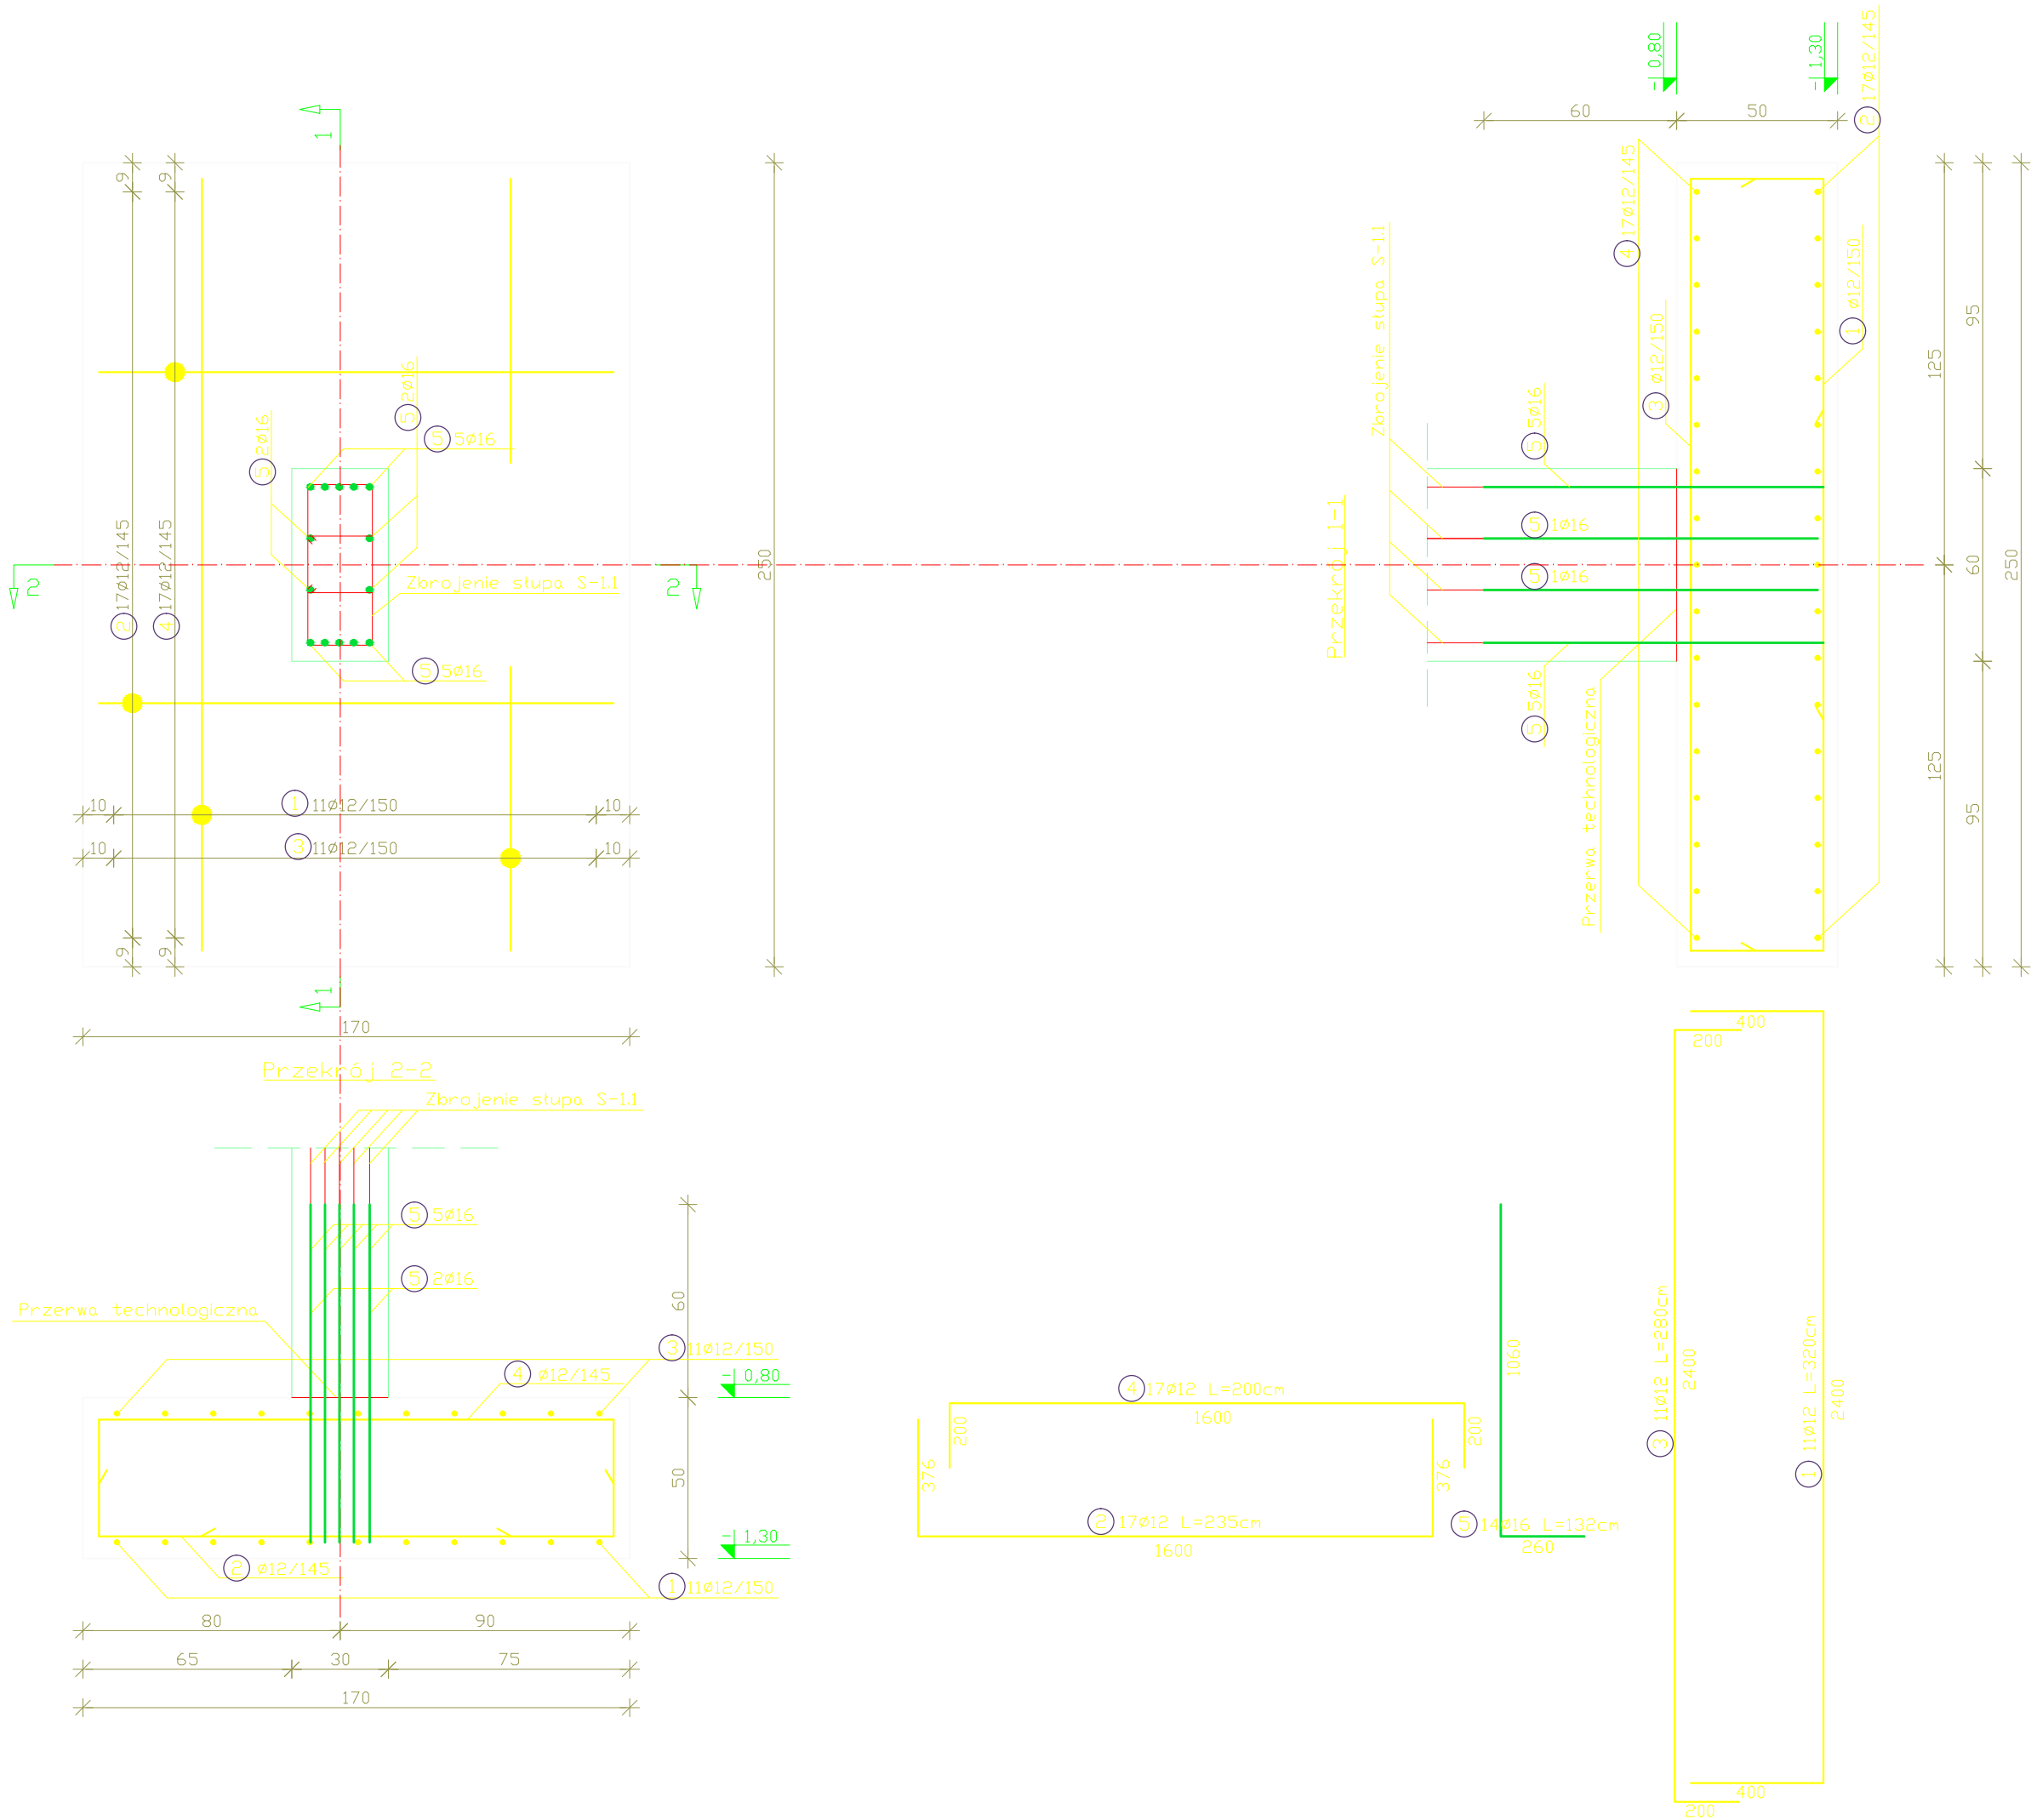 - 0,80
- 1,30
2 17ø12/145
60
50
1
9
9
4 17ø12/145
1 ø12/150
3 ø12/150
Zbrojenie słupa S-1.1
95
125
5 2ø16
5 5ø16
5 2ø16
5 5ø16
Przekrój 1-1
5 1ø16
5 1ø16
250
60
250
2 17ø12/145
4 17ø12/145
2
2
Zbrojenie słupa S-1.1
5 5ø16
5 5ø16
Przerwa technologiczna
125
95
10
1 11ø12/150
10
10
3 11ø12/150
10
9
9
1
170
Przekrój 2-2
Zbrojenie słupa S-1.1
5 5ø16
5 2ø16
Przerwa technologiczna
60
3 11ø12/150
4 ø12/145
- 0,80
50
- 1,30
2 ø12/145
1 11ø12/150
80
90
65
30
75
170
4 17ø12 L=200cm
1600
200
200
376
376
2 17ø12 L=235cm
1600
1060
5 14ø16 L=132cm
260
400
200
3 11ø12 L=280cm
2400
1 11ø12 L=320cm
2400
400
200